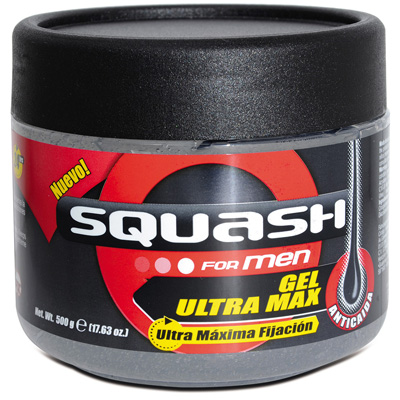 Nuevo!
SQUASH
FOR men
GEL
ULTRA MAX
Ultra Máxima Fijación
ANTICAIDA
Net. Wt. 500 g ℮ (17.63 oz.)